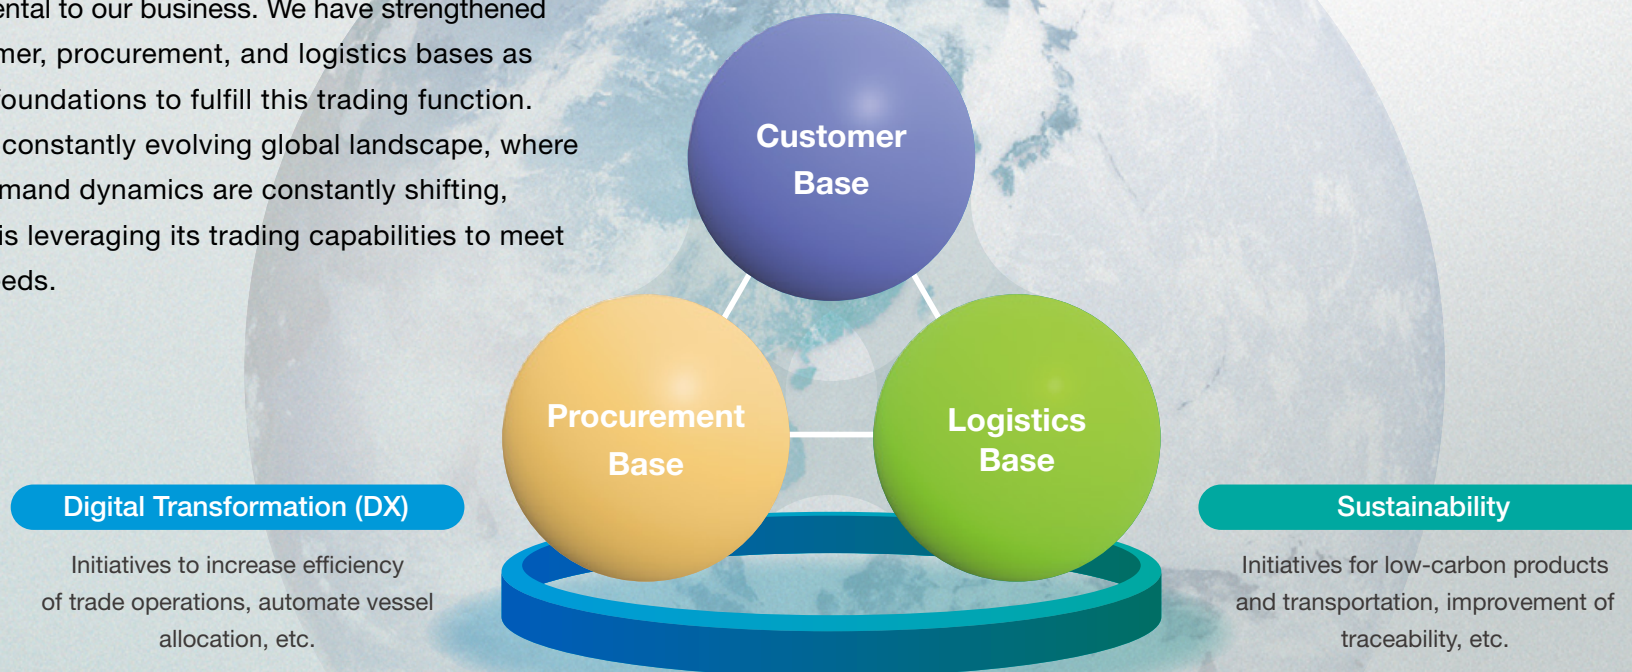 ental to our business. We have strengthened
mer, procurement, and logistics bases as
foundations to fulfill this trading function.
constantly evolving global landscape, where
mand dynamics are constantly shifting,
is leveraging its trading capabilities to meet
eds.
Customer
Base
Procurement
Base
Logistics
Base
Digital Transformation (DX)
Initiatives to increase efficiency
of trade operations, automate vessel
allocation, etc.
Sustainability
Initiatives for low-carbon products
and transportation, improvement of
traceability, etc.